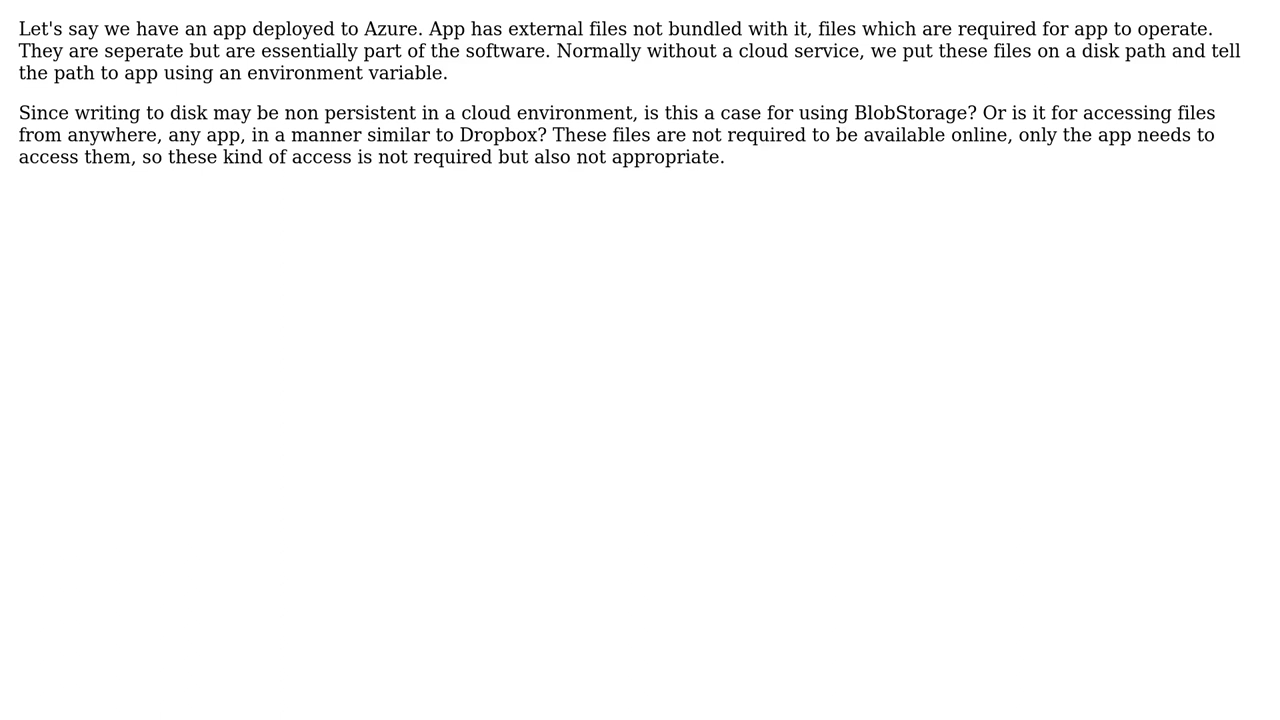 Let's say we have an app deployed to Azure. App has external files not bundled with it, files which are required for app to operate.
They are seperate but are essentially part of the software. Normally without a cloud service, we put these files on a disk path and tell
the path to app using an environment variable.
Since writing to disk may be non persistent in a cloud environment, is this a case for using BlobStorage? Or is it for accessing files
from anywhere, any app, in a manner similar to Dropbox? These files are not required to be available online, only the app needs to
access them, so these kind of access is not required but also not appropriate.